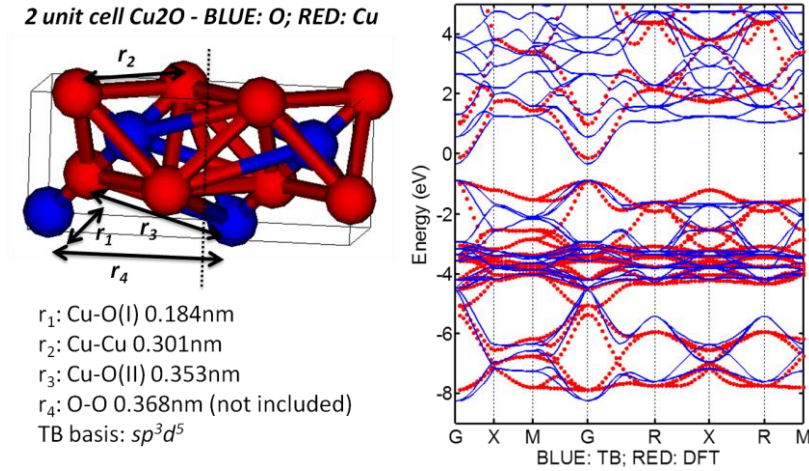 2 unit cell Cu2O - BLUE: O; RED: Cu
r2
r1
r3
r4
r1: Cu-O(I) 0.184nm
r2: Cu-Cu 0.301nm
r3: Cu-O(II) 0.353nm
r4: O-O 0.368nm (not included)
TB basis: sp³d⁵
Energy (eV)
4
2
0
-2
-4
-6
-8
G X M G R X R M
BLUE: TB; RED: DFT